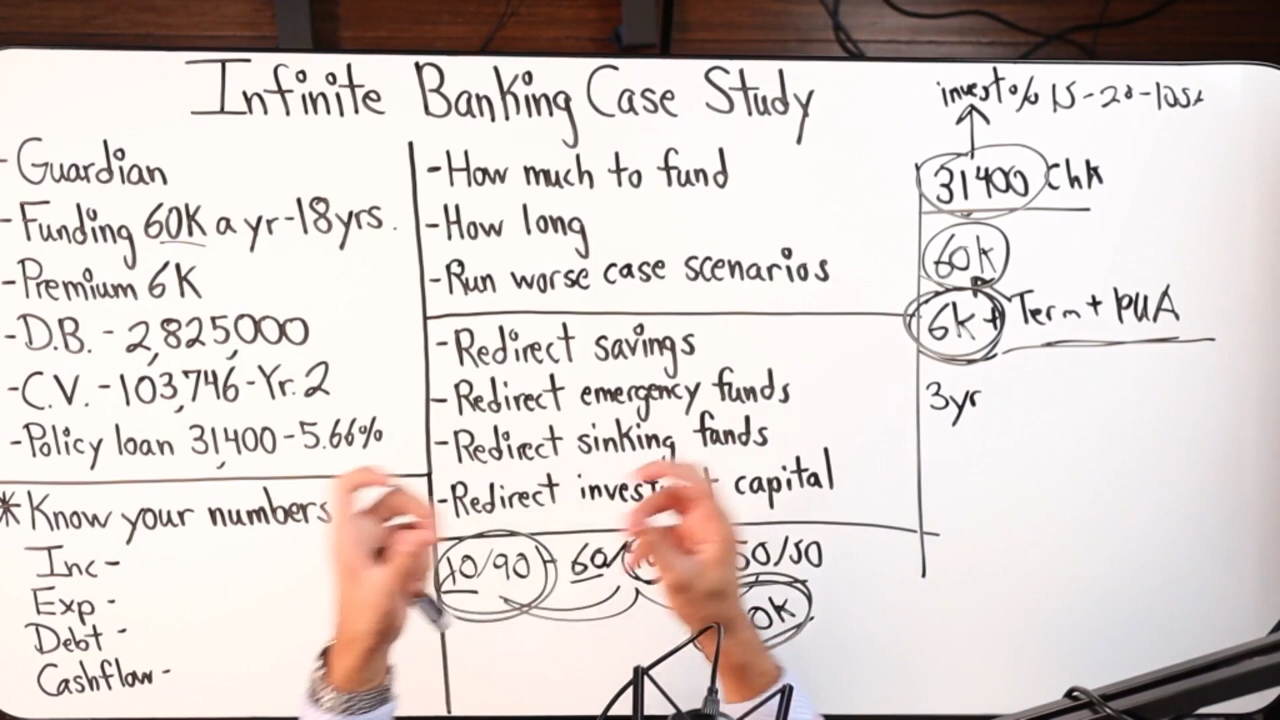 Infinite Banking Case Study
- Guardian
- Funding 60K a yr - 18 yrs.
- Premium 6K
- D.B. - 2,825,000
- C.V. - 103,746 - Yr. 2
- Policy loan 31,400 - 5.66%
* Know your numbers
Inc -
Exp -
Debt -
Cashflow -
- How much to fund
- How long
- Run worse case scenarios
- Redirect savings
- Redirect emergency funds
- Redirect sinking funds
- Redirect capital
10/90 - 60/ 50/50
invest % 15-20-
31400 Chk
60k
6k + Term + PUA
3yr